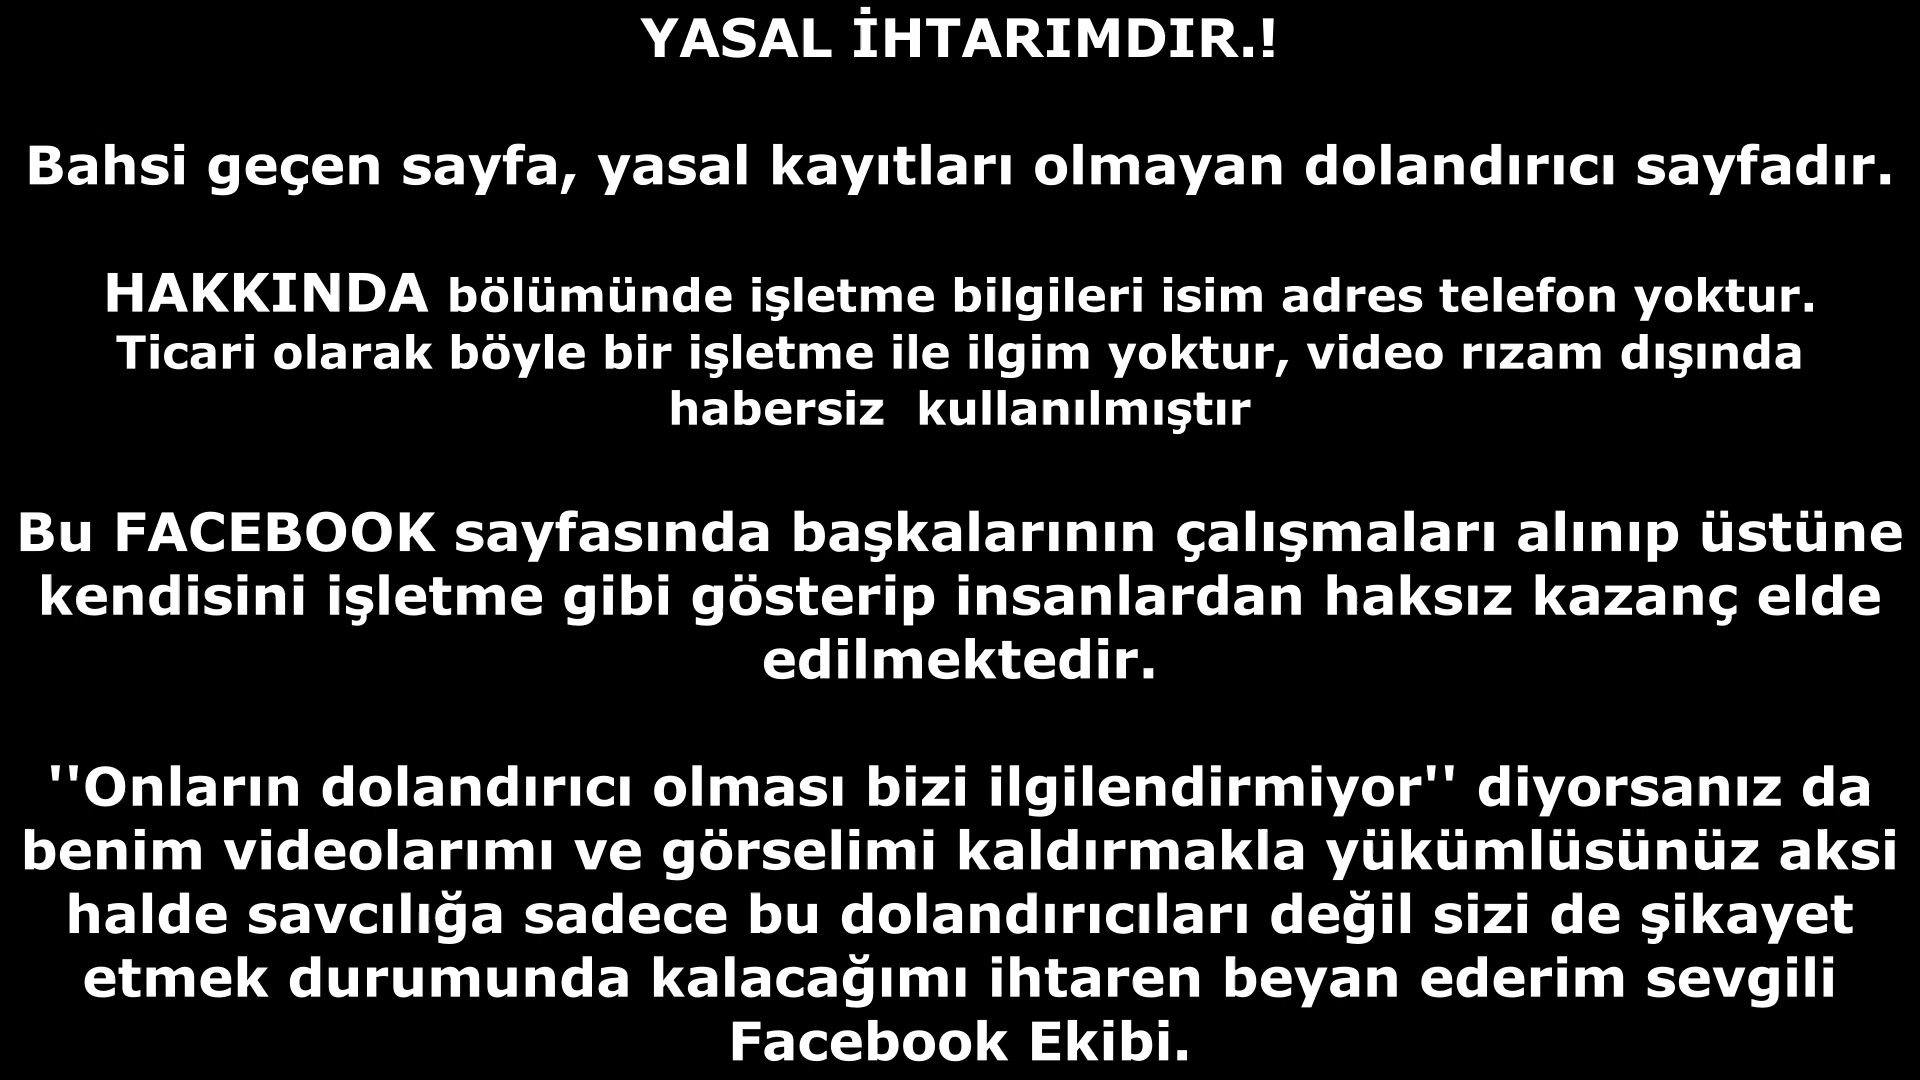 YASAL İHTARIMDIR.!
Bahsi geçen sayfa, yasal kayıtları olmayan dolandırıcı sayfadır.
HAKKINDA bölümünde işletme bilgileri isim adres telefon yoktur.
Ticari olarak böyle bir işletme ile ilgim yoktur, video rızam dışında
habersiz  kullanılmıştır
Bu FACEBOOK sayfasında başkalarının çalışmaları alınıp üstüne
kendisini işletme gibi gösterip insanlardan haksız kazanç elde
edilmektedir.
''Onların dolandırıcı olması bizi ilgilendirmiyor'' diyorsanız da
benim videolarımı ve görselimi kaldırmakla yükümlüsünüz aksi
halde savcılığa sadece bu dolandırıcıları değil sizi de şikayet
etmek durumunda kalacağımı ihtaren beyan ederim sevgili
Facebook Ekibi.